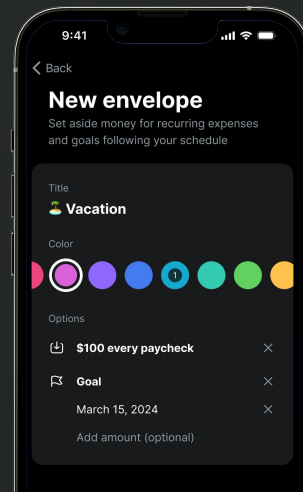 9:41
Back
New envelope
Set aside money for recurring expenses
and goals following your schedule
Title
🏝️ Vacation
Color
1
Options
$100 every paycheck
Goal
March 15, 2024
Add amount (optional)